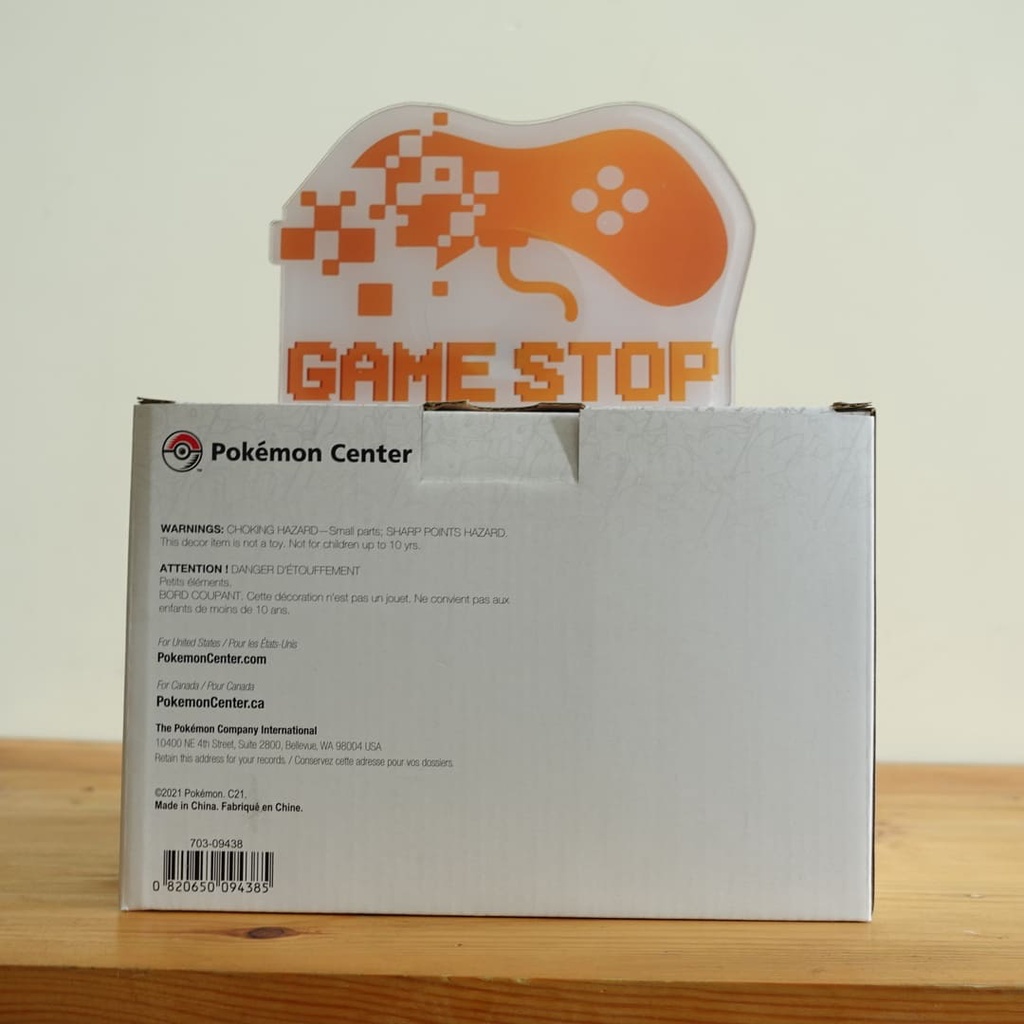 GAME STOP
Pokémon Center
WARNINGS: CHOKING HAZARD—Small parts; SHARP POINTS HAZARD.
This decor item is not a toy. Not for children up to 10 yrs.
ATTENTION ! DANGER D'ÉTOUFFEMENT
Petits éléments.
BORD COUPANT. Cette décoration n'est pas un jouet. Ne convient pas aux
enfants de moins de 10 ans.
For United States / Pour les États-Unis
PokemonCenter.com
For Canada / Pour Canada
PokemonCenter.ca
The Pokémon Company International
10400 NE 4th Street, Suite 2800, Bellevue, WA 98004 USA
Retain this address for your records. / Conservez cette adresse pour vos dossiers.
©2021 Pokémon. C21.
Made in China. Fabriqué en Chine.
703-09438
0 820650 094385